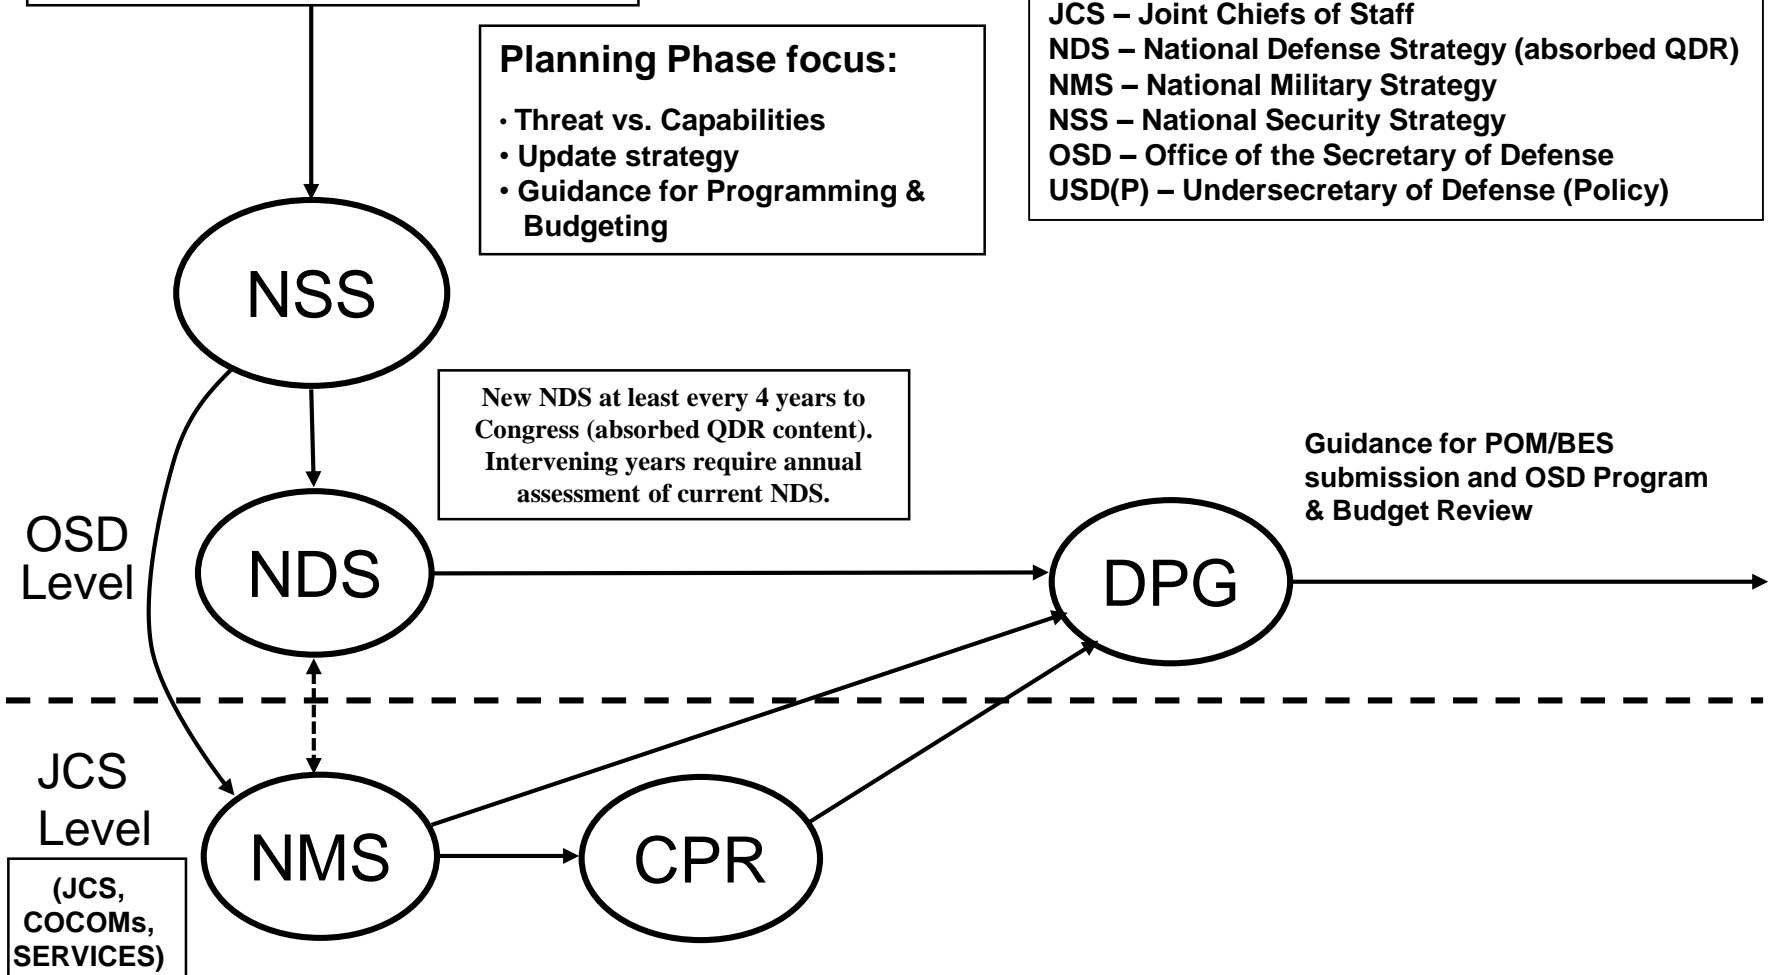 JCS – Joint Chiefs of Staff
NDS – National Defense Strategy (absorbed QDR)
NMS – National Military Strategy
NSS – National Security Strategy
OSD – Office of the Secretary of Defense
USD(P) – Undersecretary of Defense (Policy)
Planning Phase focus:
• Threat vs. Capabilities
• Update strategy
• Guidance for Programming &
Budgeting
NSS
New NDS at least every 4 years to
Congress (absorbed QDR content).
Intervening years require annual
assessment of current NDS.
Guidance for POM/BES
submission and OSD Program
& Budget Review
OSD
Level
NDS
DPG
JCS
Level
NMS
CPR
(JCS,
COCOMs,
SERVICES)